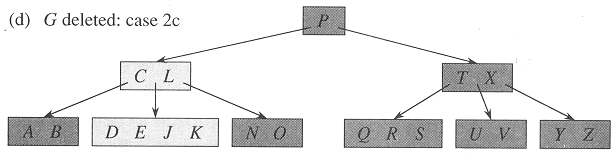 (d) G deleted: case 2c
P
C L
T X
A B
D E J K
N O
Q R S
U V
Y Z